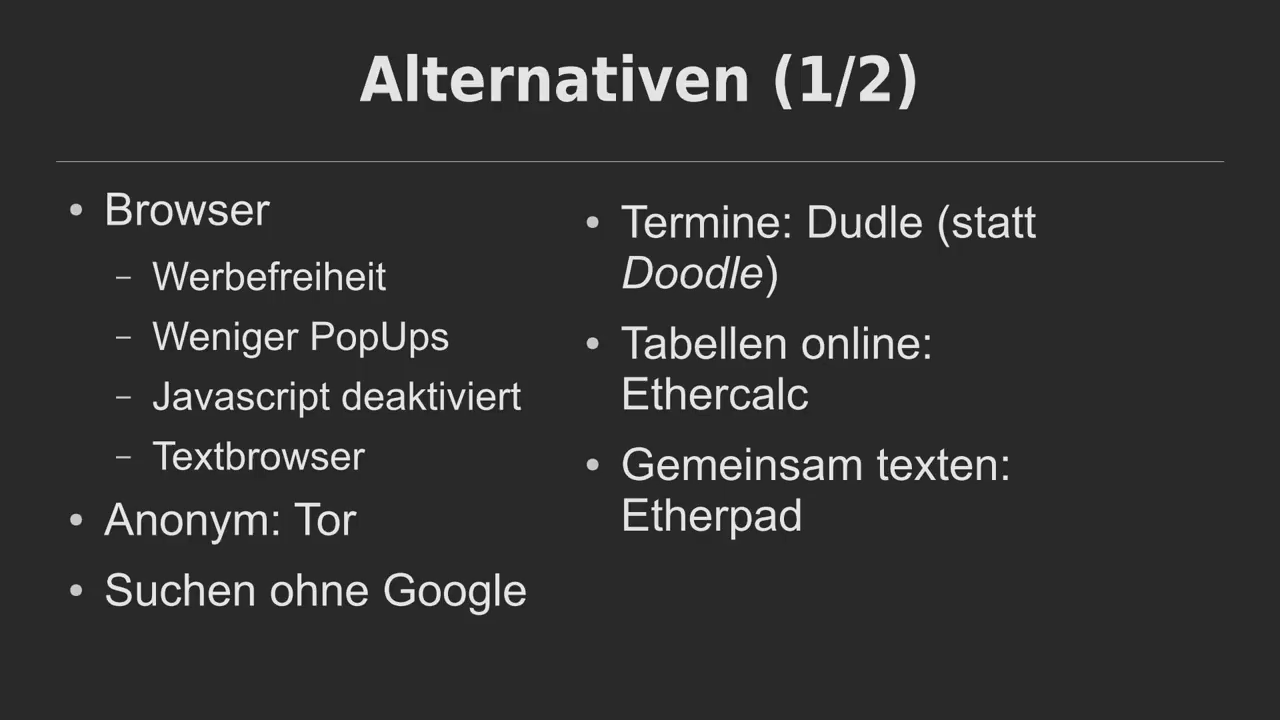 Alternativen (1/2)
• Browser
– Werbefreiheit
– Weniger PopUps
– Javascript deaktiviert
– Textbrowser
• Anonym: Tor
• Suchen ohne Google
• Termine: Dudle (statt
Doodle)
• Tabellen online:
Ethercalc
• Gemeinsam texten:
Etherpad